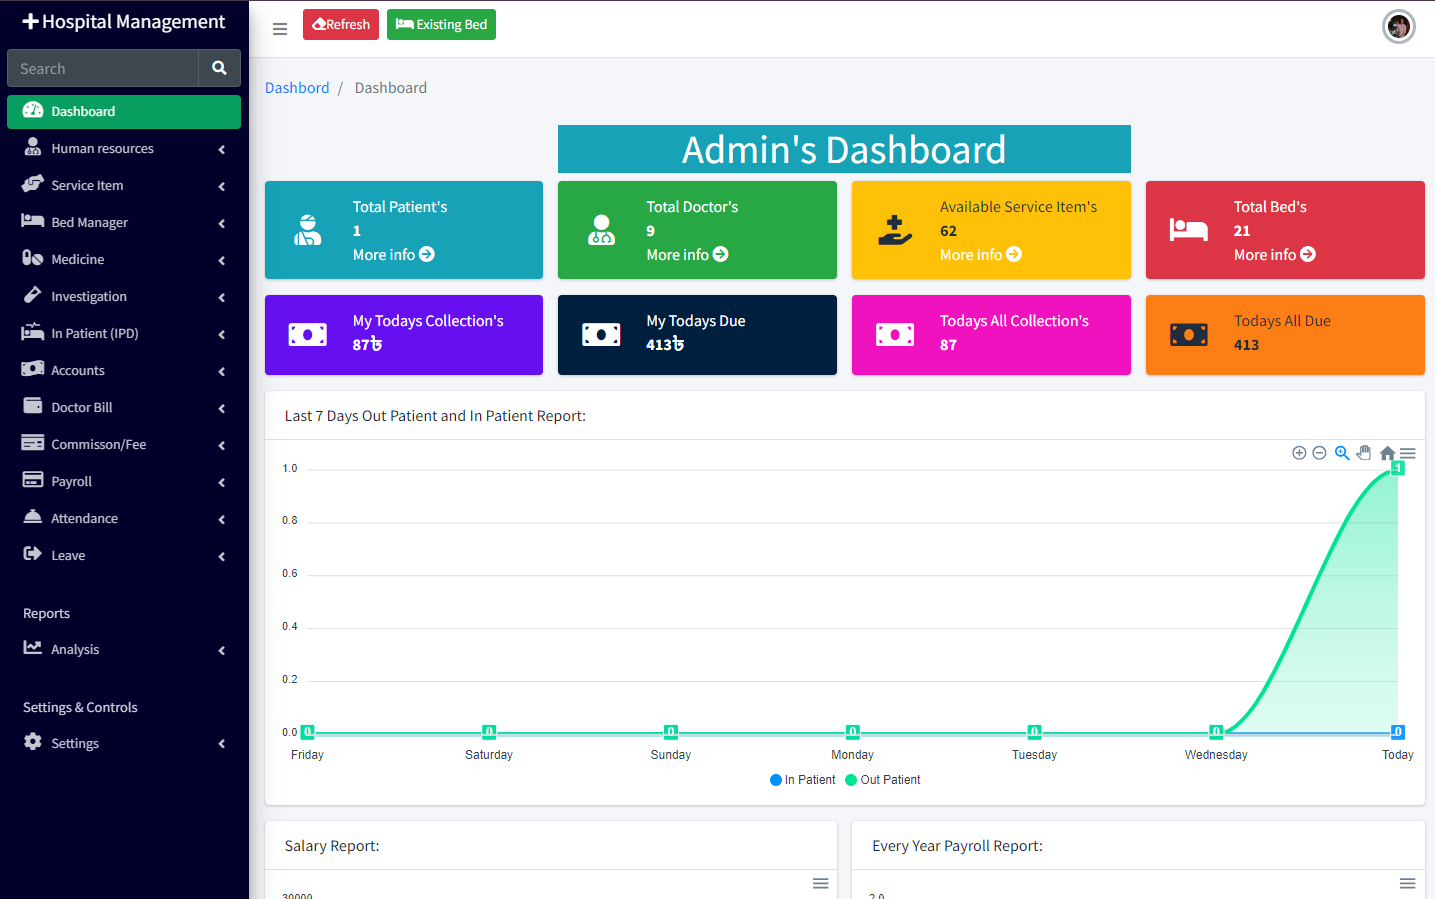 Hospital Management
Refresh
Existing Bed
Search
Dashboard
Human resources
Service Item
Bed Manager
Medicine
Investigation
In Patient (IPD)
Accounts
Doctor Bill
Commisson/Fee
Payroll
Attendance
Leave
Reports
Analysis
Settings & Controls
Settings
Dashbord / Dashboard
Admin's Dashboard
Total Patient's
1
More info
Total Doctor's
9
More info
Available Service Item's
62
More info
Total Bed's
21
More info
My Todays Collection's
87৳
My Todays Due
413৳
Todays All Collection's
87
Todays All Due
413
Last 7 Days Out Patient and In Patient Report:
1.0
0.8
0.6
0.4
0.2
0.0
1
0 0 0 0 0 0 0
Friday Saturday Sunday Monday Tuesday Wednesday Today
In Patient Out Patient
Salary Report:
30000
Every Year Payroll Report:
2.0